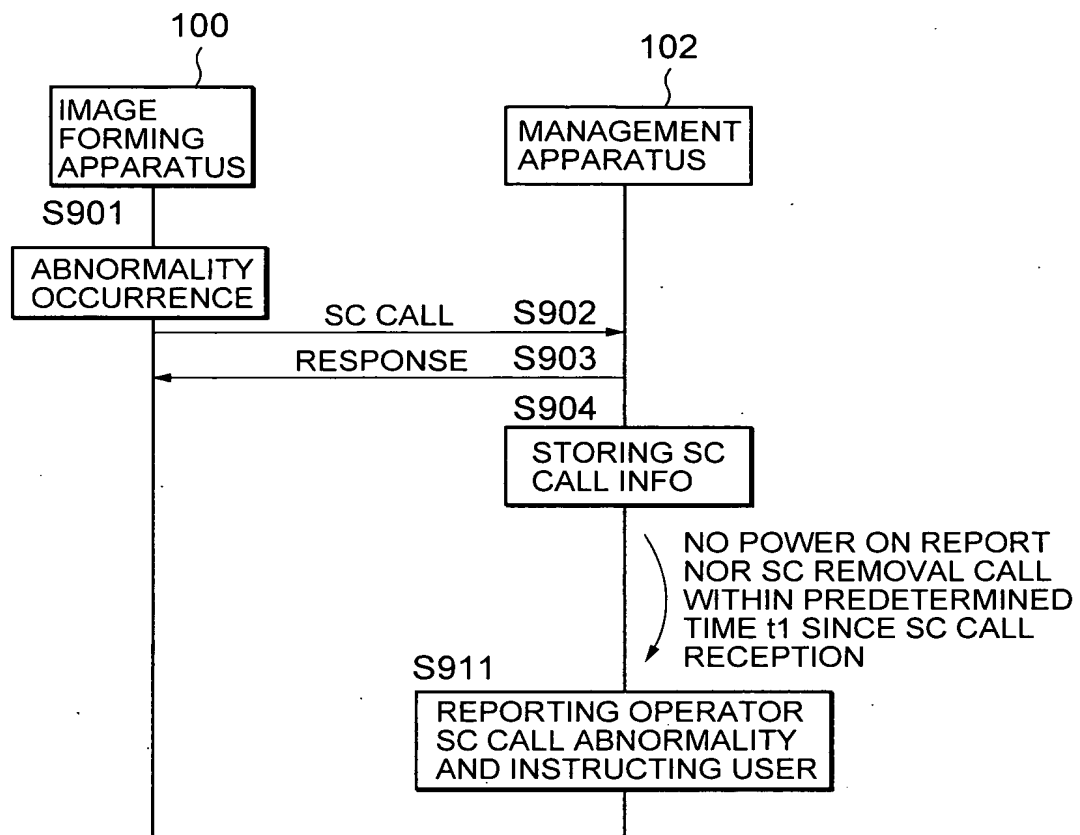 100
102
IMAGE
FORMING
APPARATUS
MANAGEMENT
APPARATUS
S901
ABNORMALITY
OCCURRENCE
SC CALL
S902
RESPONSE
S903
S904
STORING SC
CALL INFO
NO POWER ON REPORT
NOR SC REMOVAL CALL
WITHIN PREDETERMINED
TIME t1 SINCE SC CALL
RECEPTION
S911
REPORTING OPERATOR
SC CALL ABNORMALITY
AND INSTRUCTING USER